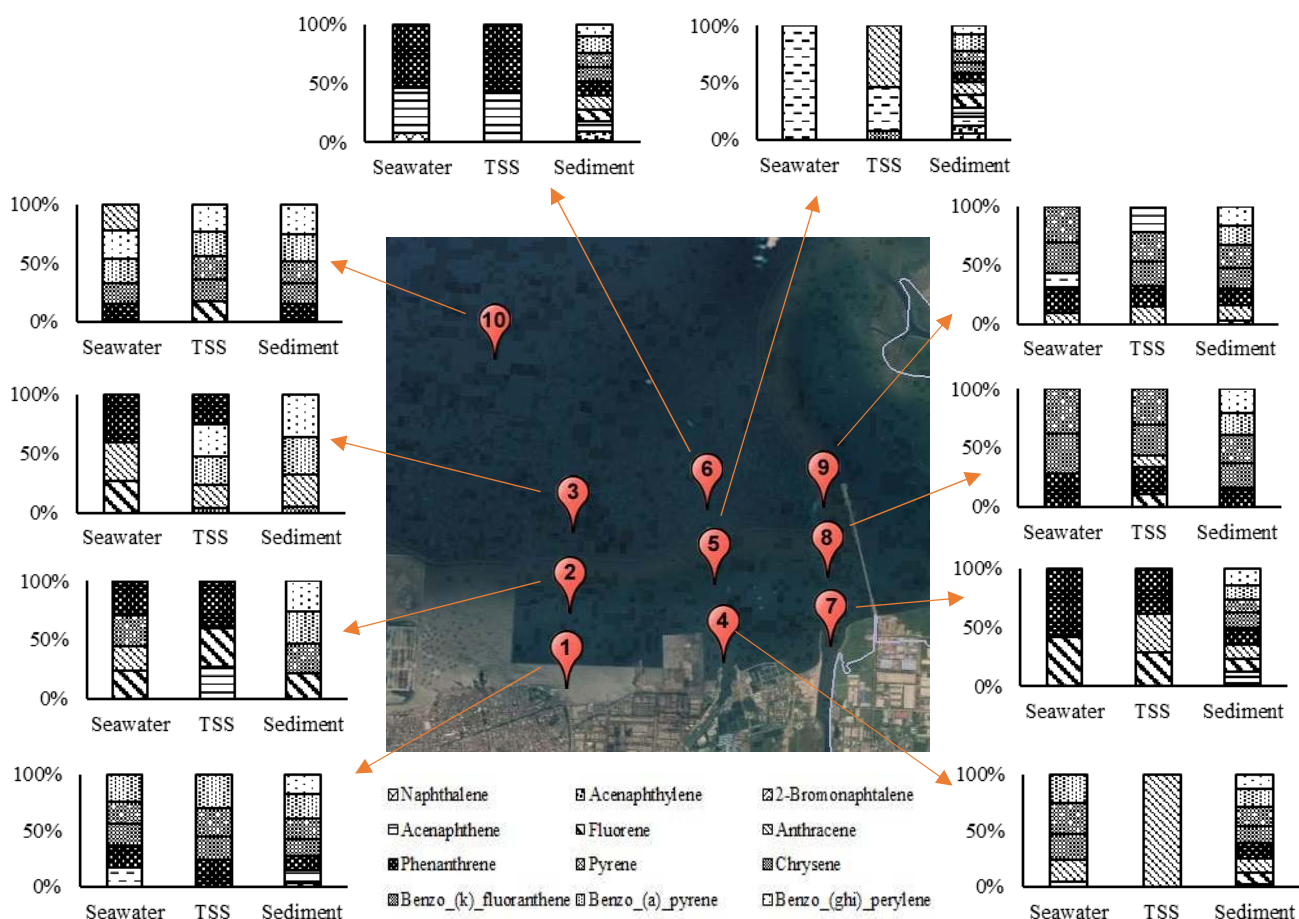 100%
50%
0%
Seawater TSS Sediment
100%
50%
0%
Seawater TSS Sediment
100%
50%
0%
Seawater TSS Sediment
100%
50%
0%
Seawater TSS Sediment
100%
50%
0%
Seawater TSS Sediment
100%
50%
0%
Seawater TSS Sediment
100%
50%
0%
Seawater TSS Sediment
100%
50%
0%
Seawater TSS Sediment
100%
50%
0%
Seawater TSS Sediment
100%
50%
0%
Seawater TSS Sediment
10
6
9
3
5
8
2
7
4
1
Naphthalene Acenaphthylene 2-Bromonaphtalene
Acenaphthene Fluorene Anthracene
Phenanthrene Pyrene Chrysene
Benzo_(k)_fluoranthene Benzo_(a)_pyrene Benzo_(ghi)_perylene